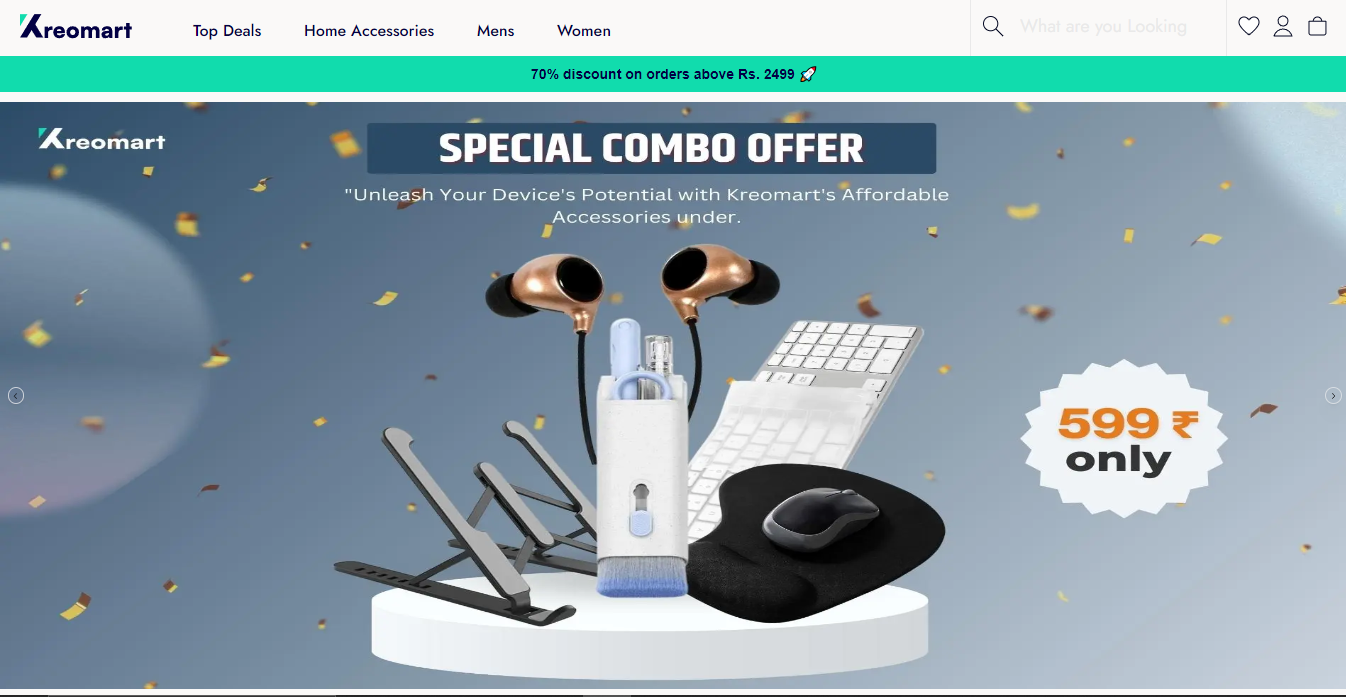 Kreomart
Top Deals
Home Accessories
Mens
Women
What are you Looking
70% discount on orders above Rs. 2499 🚀
Kreomart
SPECIAL COMBO OFFER
"Unleash Your Device's Potential with Kreomart's Affordable
Accessories under.
599 ₹
only